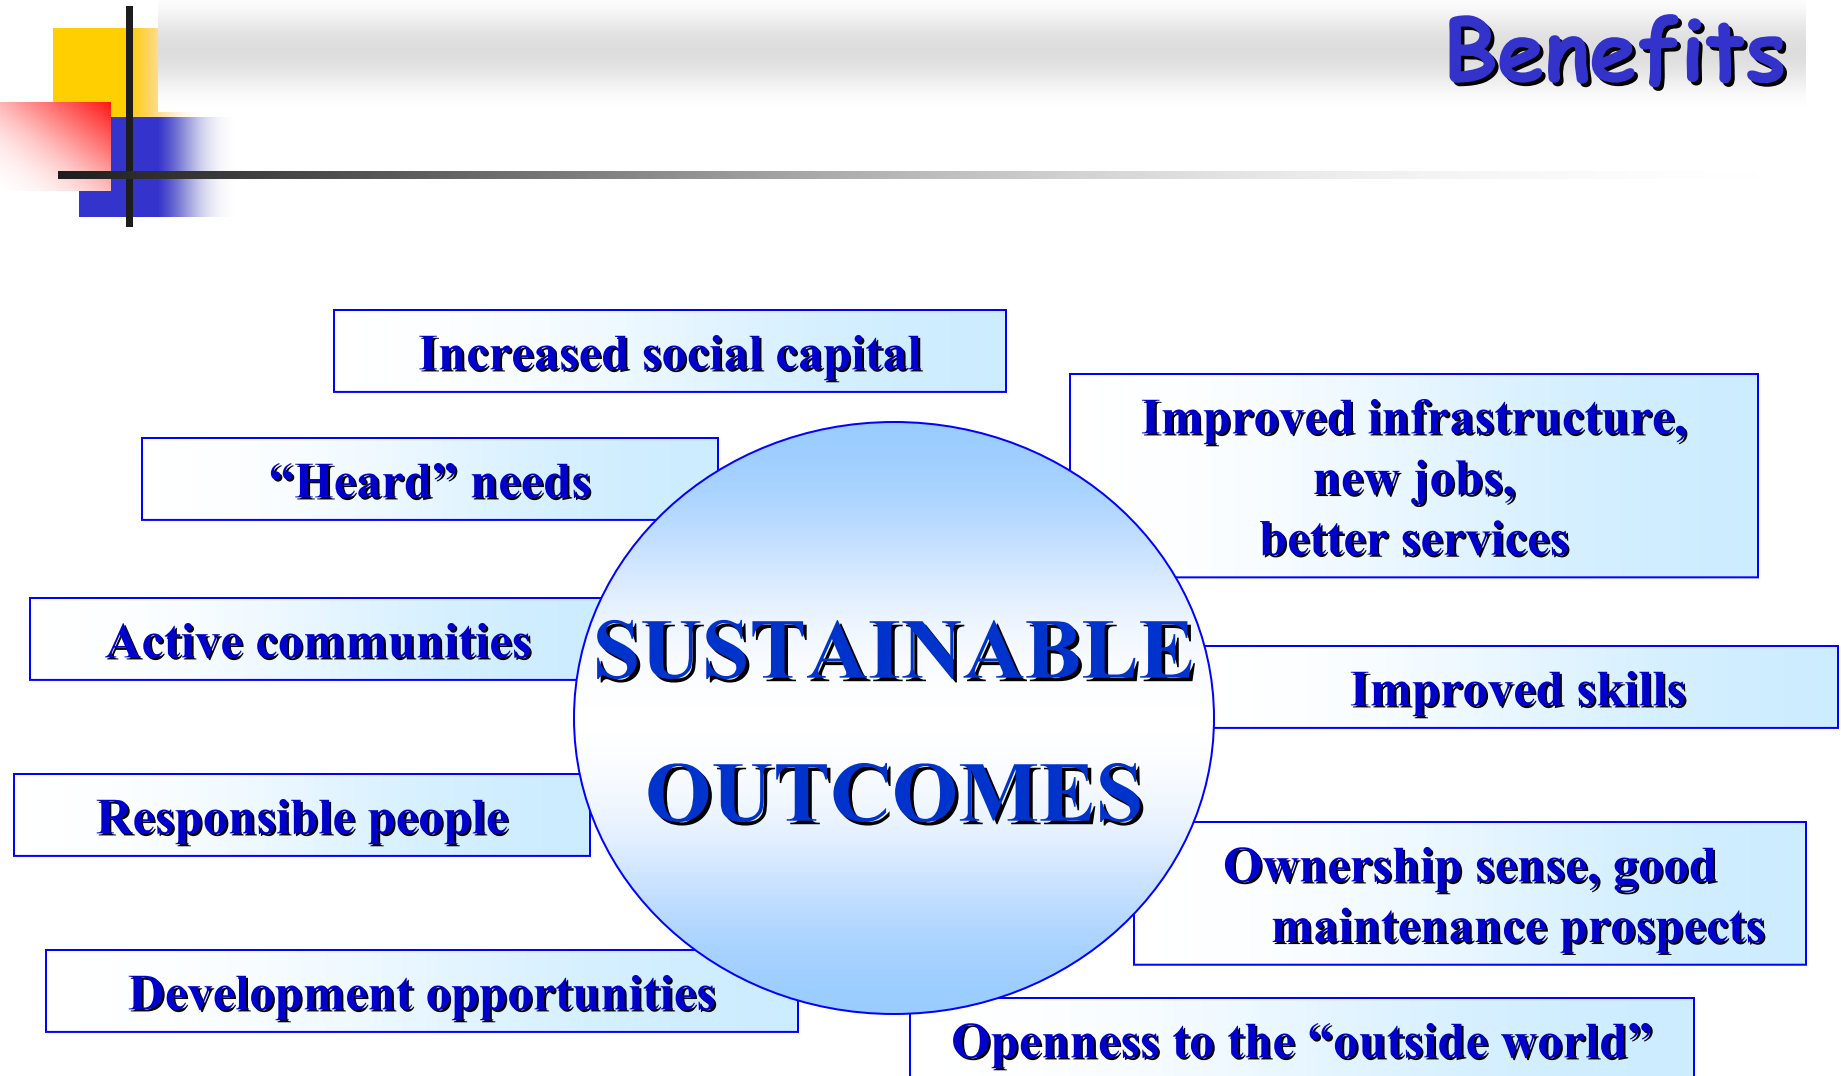 Benefits
Increased social capital
Improved infrastructure,
new jobs,
better services
“Heard” needs
Active communities
SUSTAINABLE
OUTCOMES
Improved skills
Responsible people
Ownership sense, good
maintenance prospects
Development opportunities
Openness to the “outside world”